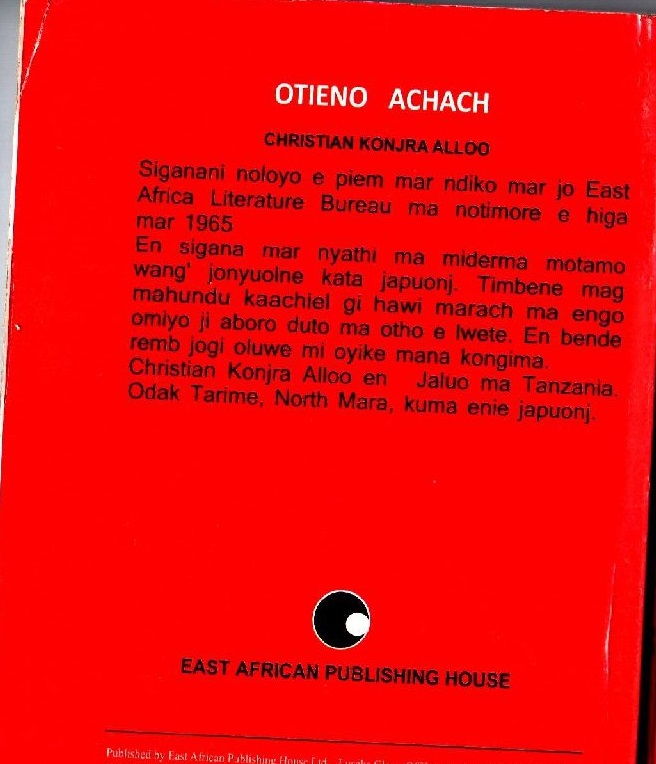 OTIENO ACHACH
CHRISTIAN KONJRA ALLOO
Siganani noloyo e piem mar ndiko mar jo East
Africa Literature Bureau ma notimore e higa
mar 1965
En sigana mar nyathi ma miderma motamo
wang' jonyuolne kata japuonj. Timbene mag
mahundu kaachiel gi hawi marach ma engo
omiyo ji aboro duto ma otho e lwete. En bende
remb jogi oluwe mi oyike mana kongima.
Christian Konjra Alloo en Jaluo ma Tanzania.
Odak Tarime, North Mara, kuma enie japuonj.
EAST AFRICAN PUBLISHING HOUSE
Published by East African Publishing House Ltd.